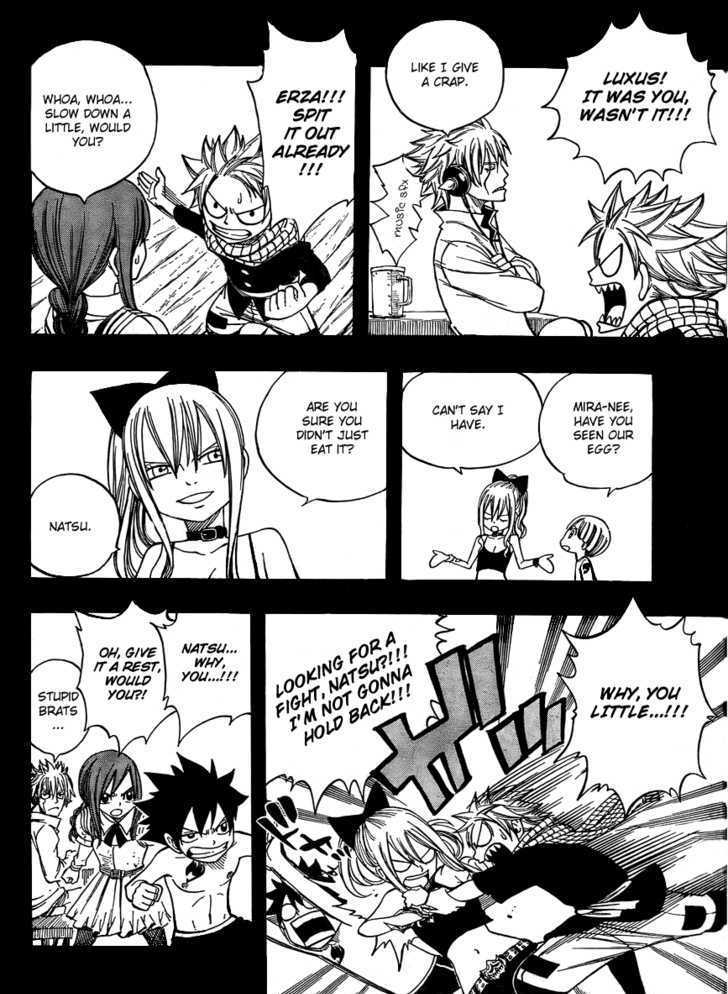 LUXUS!
IT WAS YOU,
WASN'T IT!!!
LIKE I GIVE
A CRAP.
music sfx
ERZA!!!
SPIT
IT OUT
ALREADY
!!!
WHOA, WHOA...
SLOW DOWN A
LITTLE, WOULD
YOU?
MIRA-NEE,
HAVE YOU
SEEN OUR
EGG?
CAN'T SAY I
HAVE.
ARE YOU
SURE YOU
DIDN'T JUST
EAT IT?
NATSU.
WHY, YOU
LITTLE...!!!
LOOKING FOR A
FIGHT, NATSU?!!!
I'M NOT GONNA
HOLD BACK!!!
NATSU...
WHY,
YOU...!!!
OH, GIVE
IT A REST,
WOULD
YOU?!
STUPID
BRATS
...